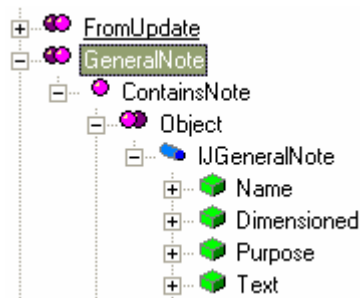 FromUpdate
GeneralNote
ContainsNote
Object
IJGeneralNote
Name
Dimensioned
Purpose
Text